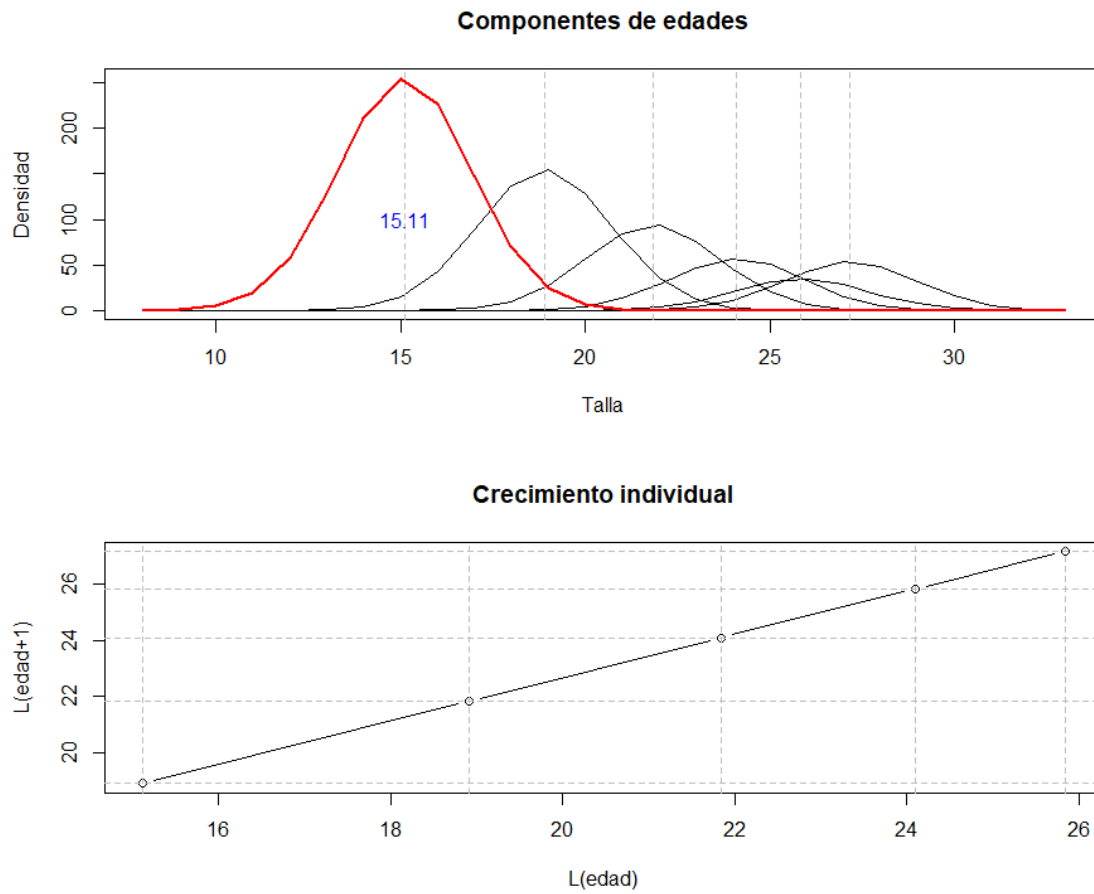 Componentes de edades
Densidad
0
50
100
200
15.11
10 15 20 25 30
Talla
Crecimiento individual
L(edad+1)
20
22
24
26
16 18 20 22 24 26
L(edad)